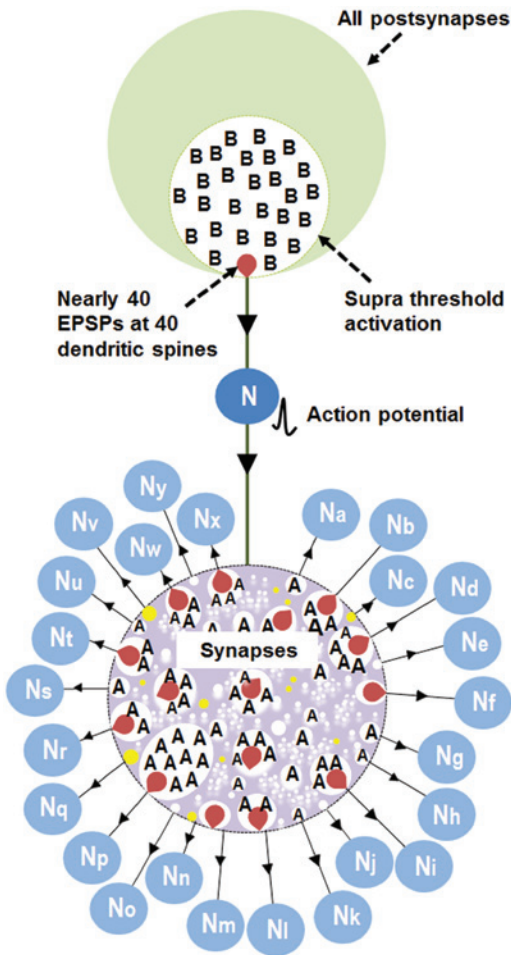 All postsynapses
B B B
B B B B B
B B B
B B B B B
B B B
B B B B B
B B
Nearly 40
EPSPs at 40
dendritic spines
Supra threshold
activation
N
Action potential
Ny
Nx
Na
Nb
Nv
Nw
Nc
Nd
Nu
Ne
Nt
Synapses
Ns
Nf
Nr
Ng
Nq
Nh
Np
Ni
Nj
Nn
No
Nm
Nl
Nk
A A A A
A A A A
A A A A
A A A A